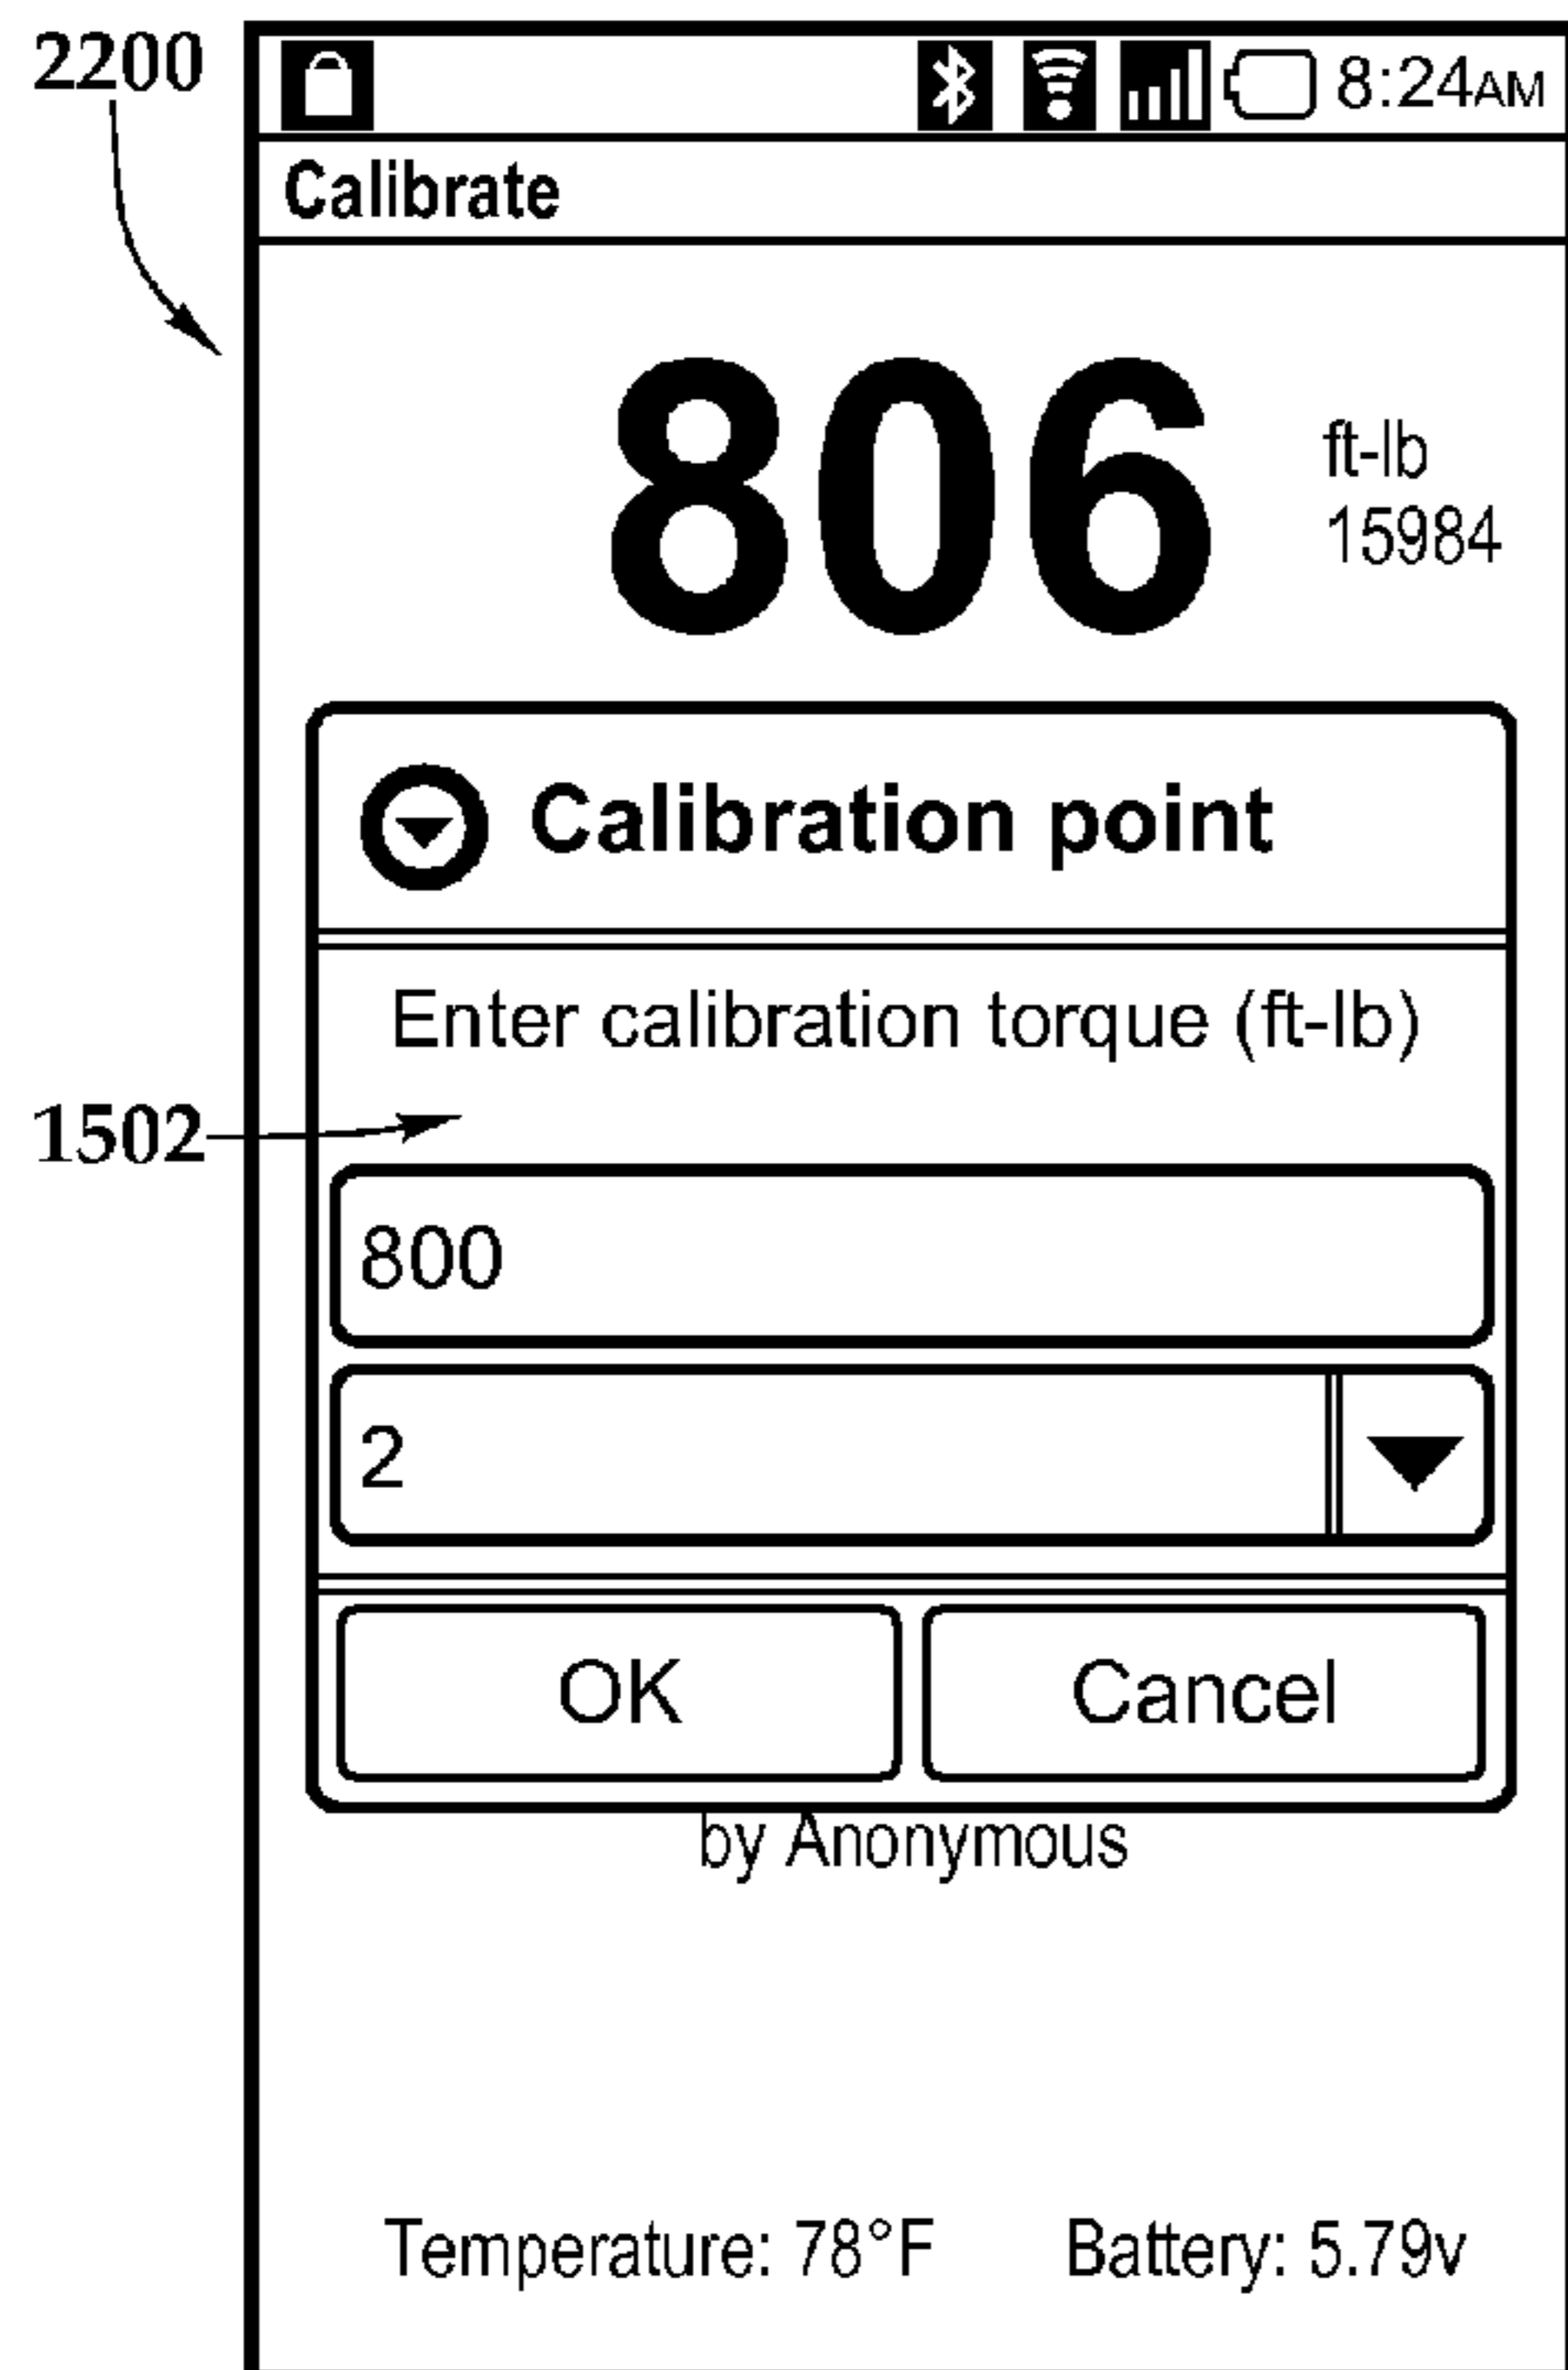 2200
8:24AM
Calibrate
806
ft-lb
15984
Calibration point
Enter calibration torque (ft-lb)
1502
800
2
OK Cancel
by Anonymous
Temperature: 78°F Battery: 5.79v